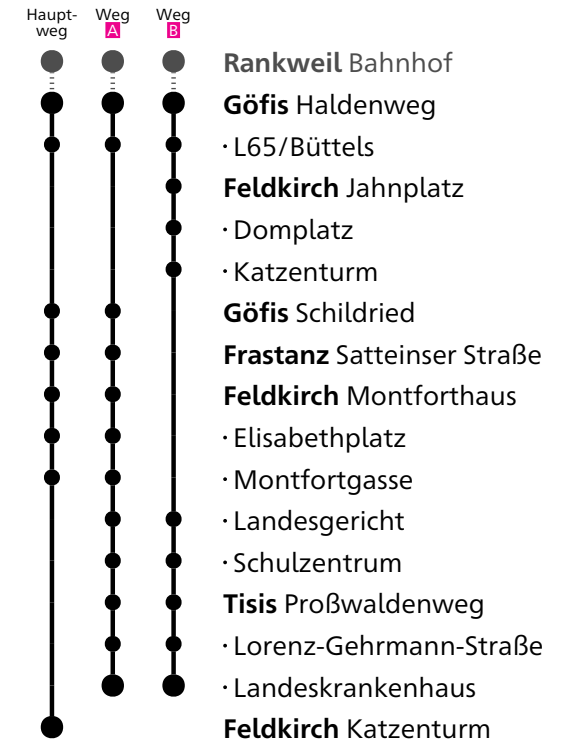 Haupt-
weg
Weg
A
Weg
B
Rankweil Bahnhof
Göfis Haldenweg
· L65/Büttels
Feldkirch Jahnplatz
· Domplatz
· Katzenturm
Göfis Schildried
Frastanz Satteinser Straße
Feldkirch Montforthaus
· Elisabethplatz
· Montfortgasse
· Landesgericht
· Schulzentrum
Tisis Proßwaldenweg
· Lorenz-Gehrmann-Straße
· Landeskrankenhaus
Feldkirch Katzenturm